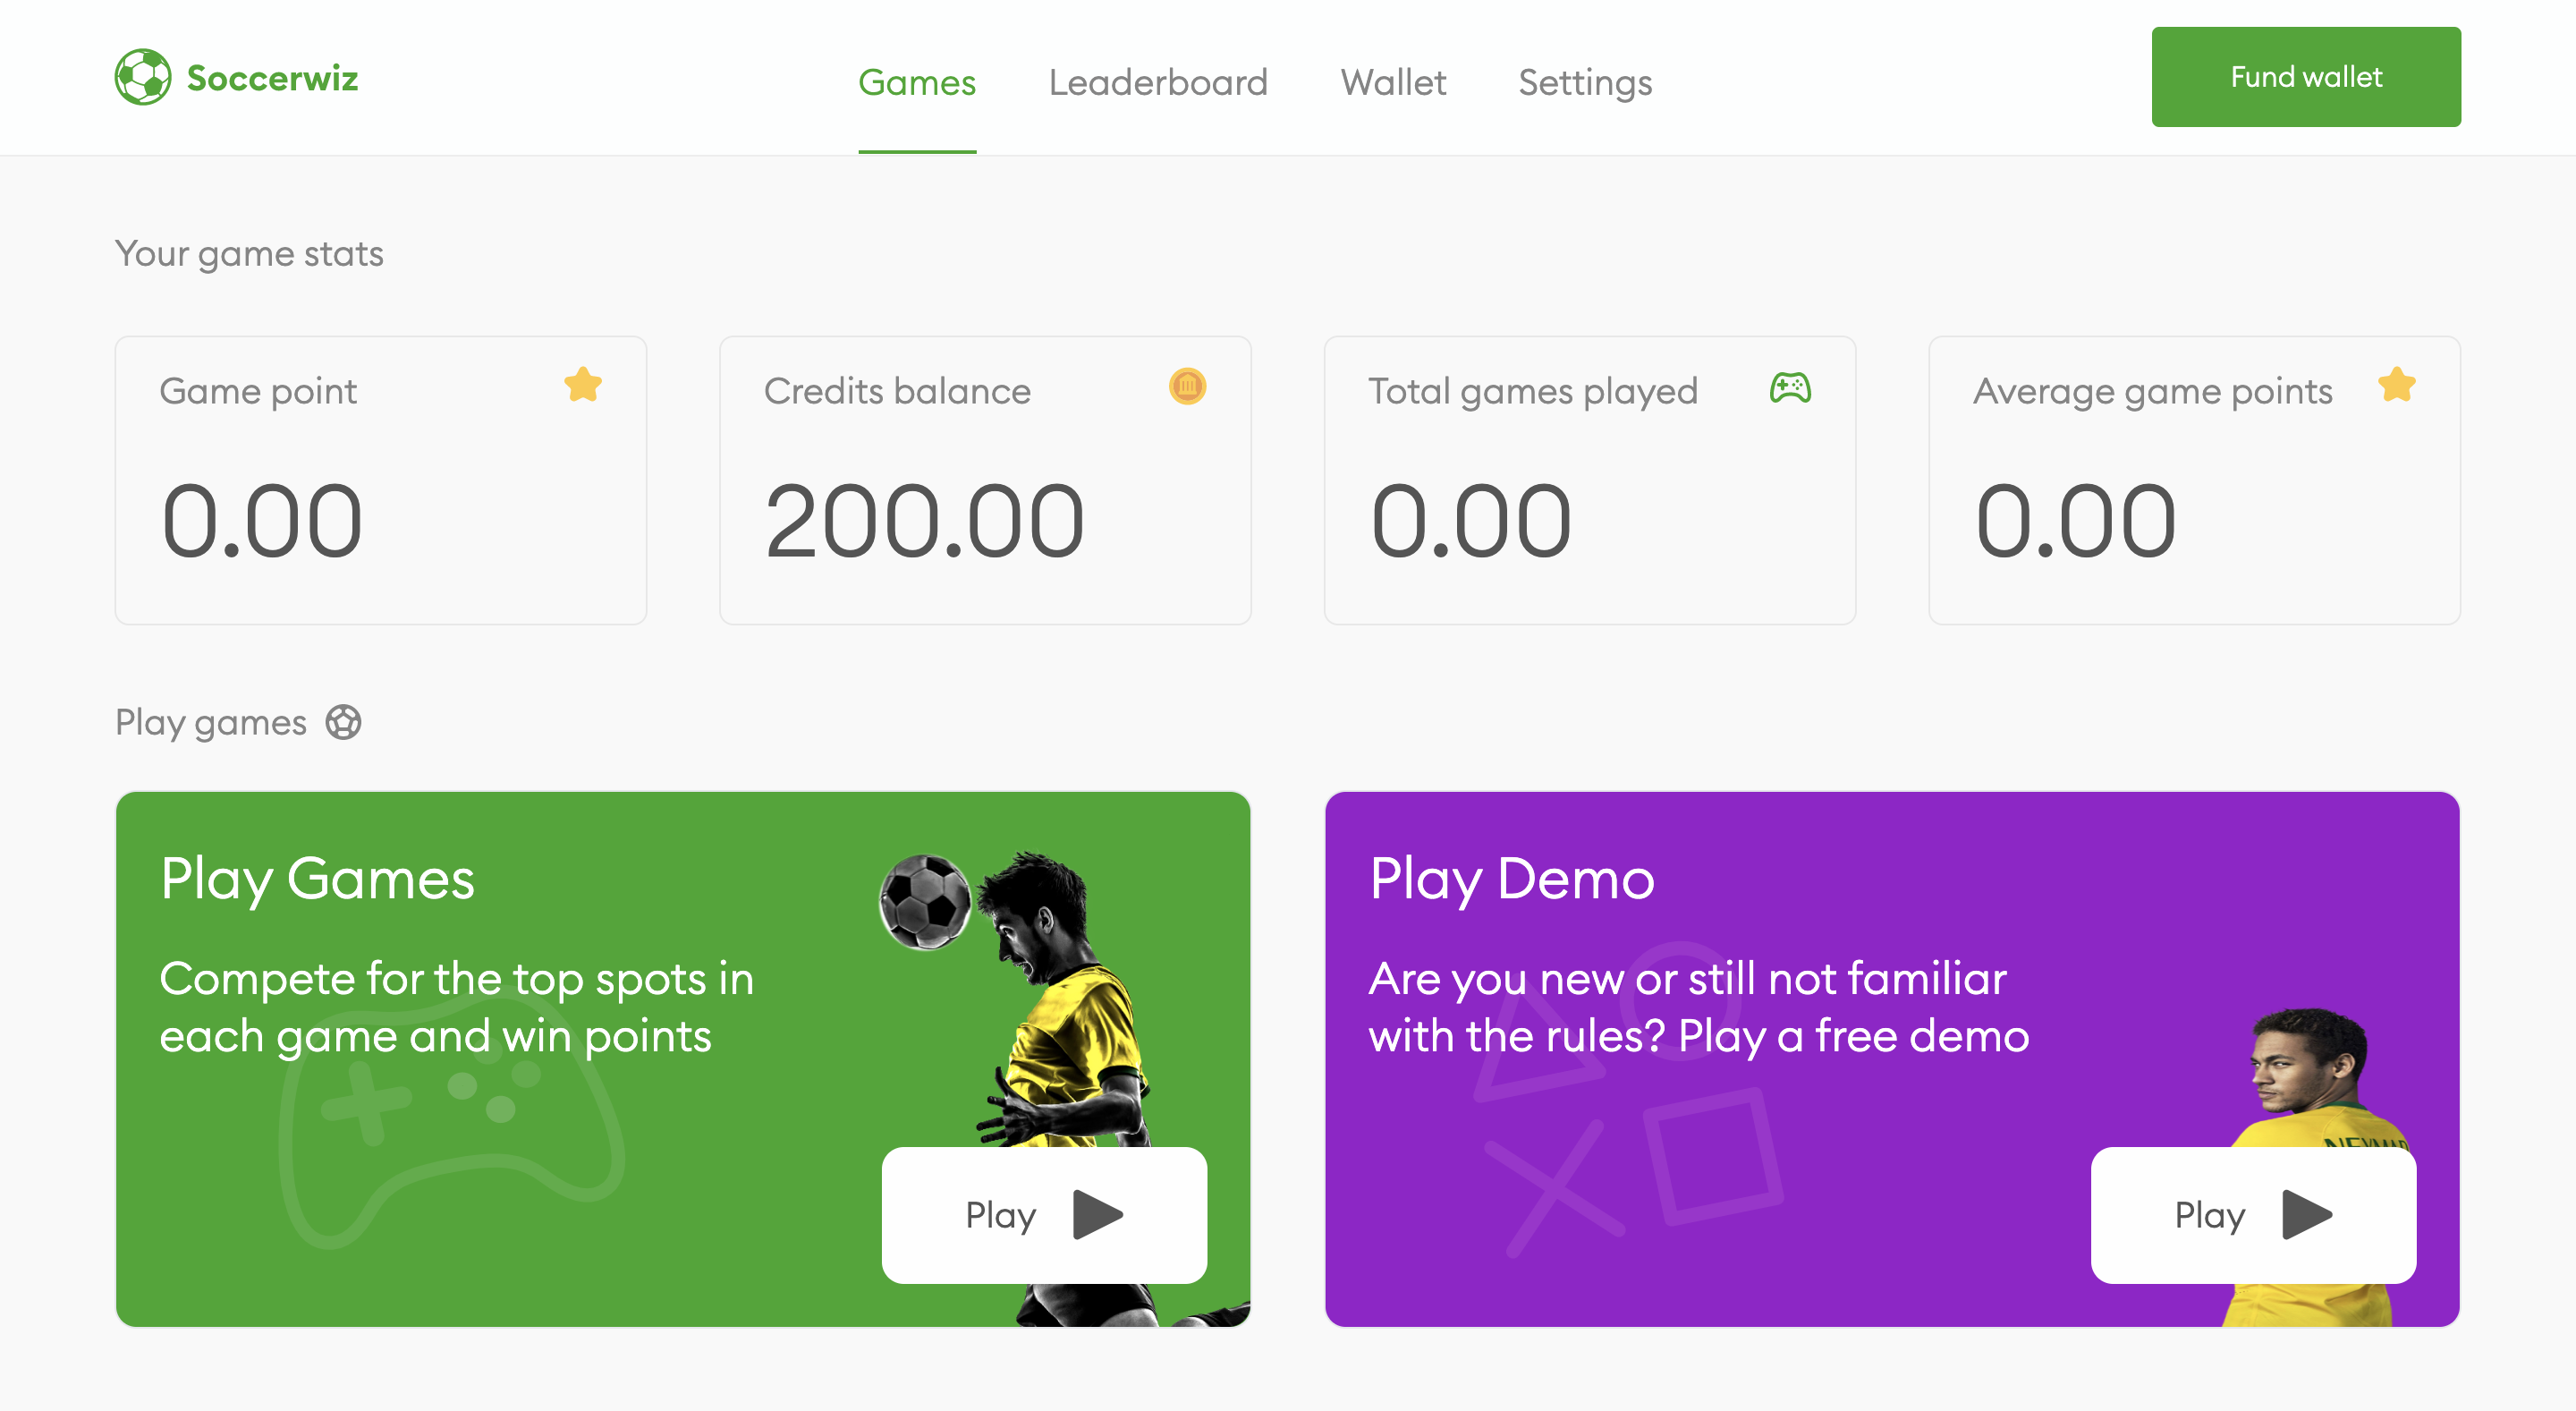 Soccerwiz
Games
Leaderboard
Wallet
Settings
Fund wallet
Your game stats
Game point
0.00
Credits balance
200.00
Total games played
0.00
Average game points
0.00
Play games
Play Games
Compete for the top spots in
each game and win points
Play
Play Demo
Are you new or still not familiar
with the rules? Play a free demo
NEYMAR
Play